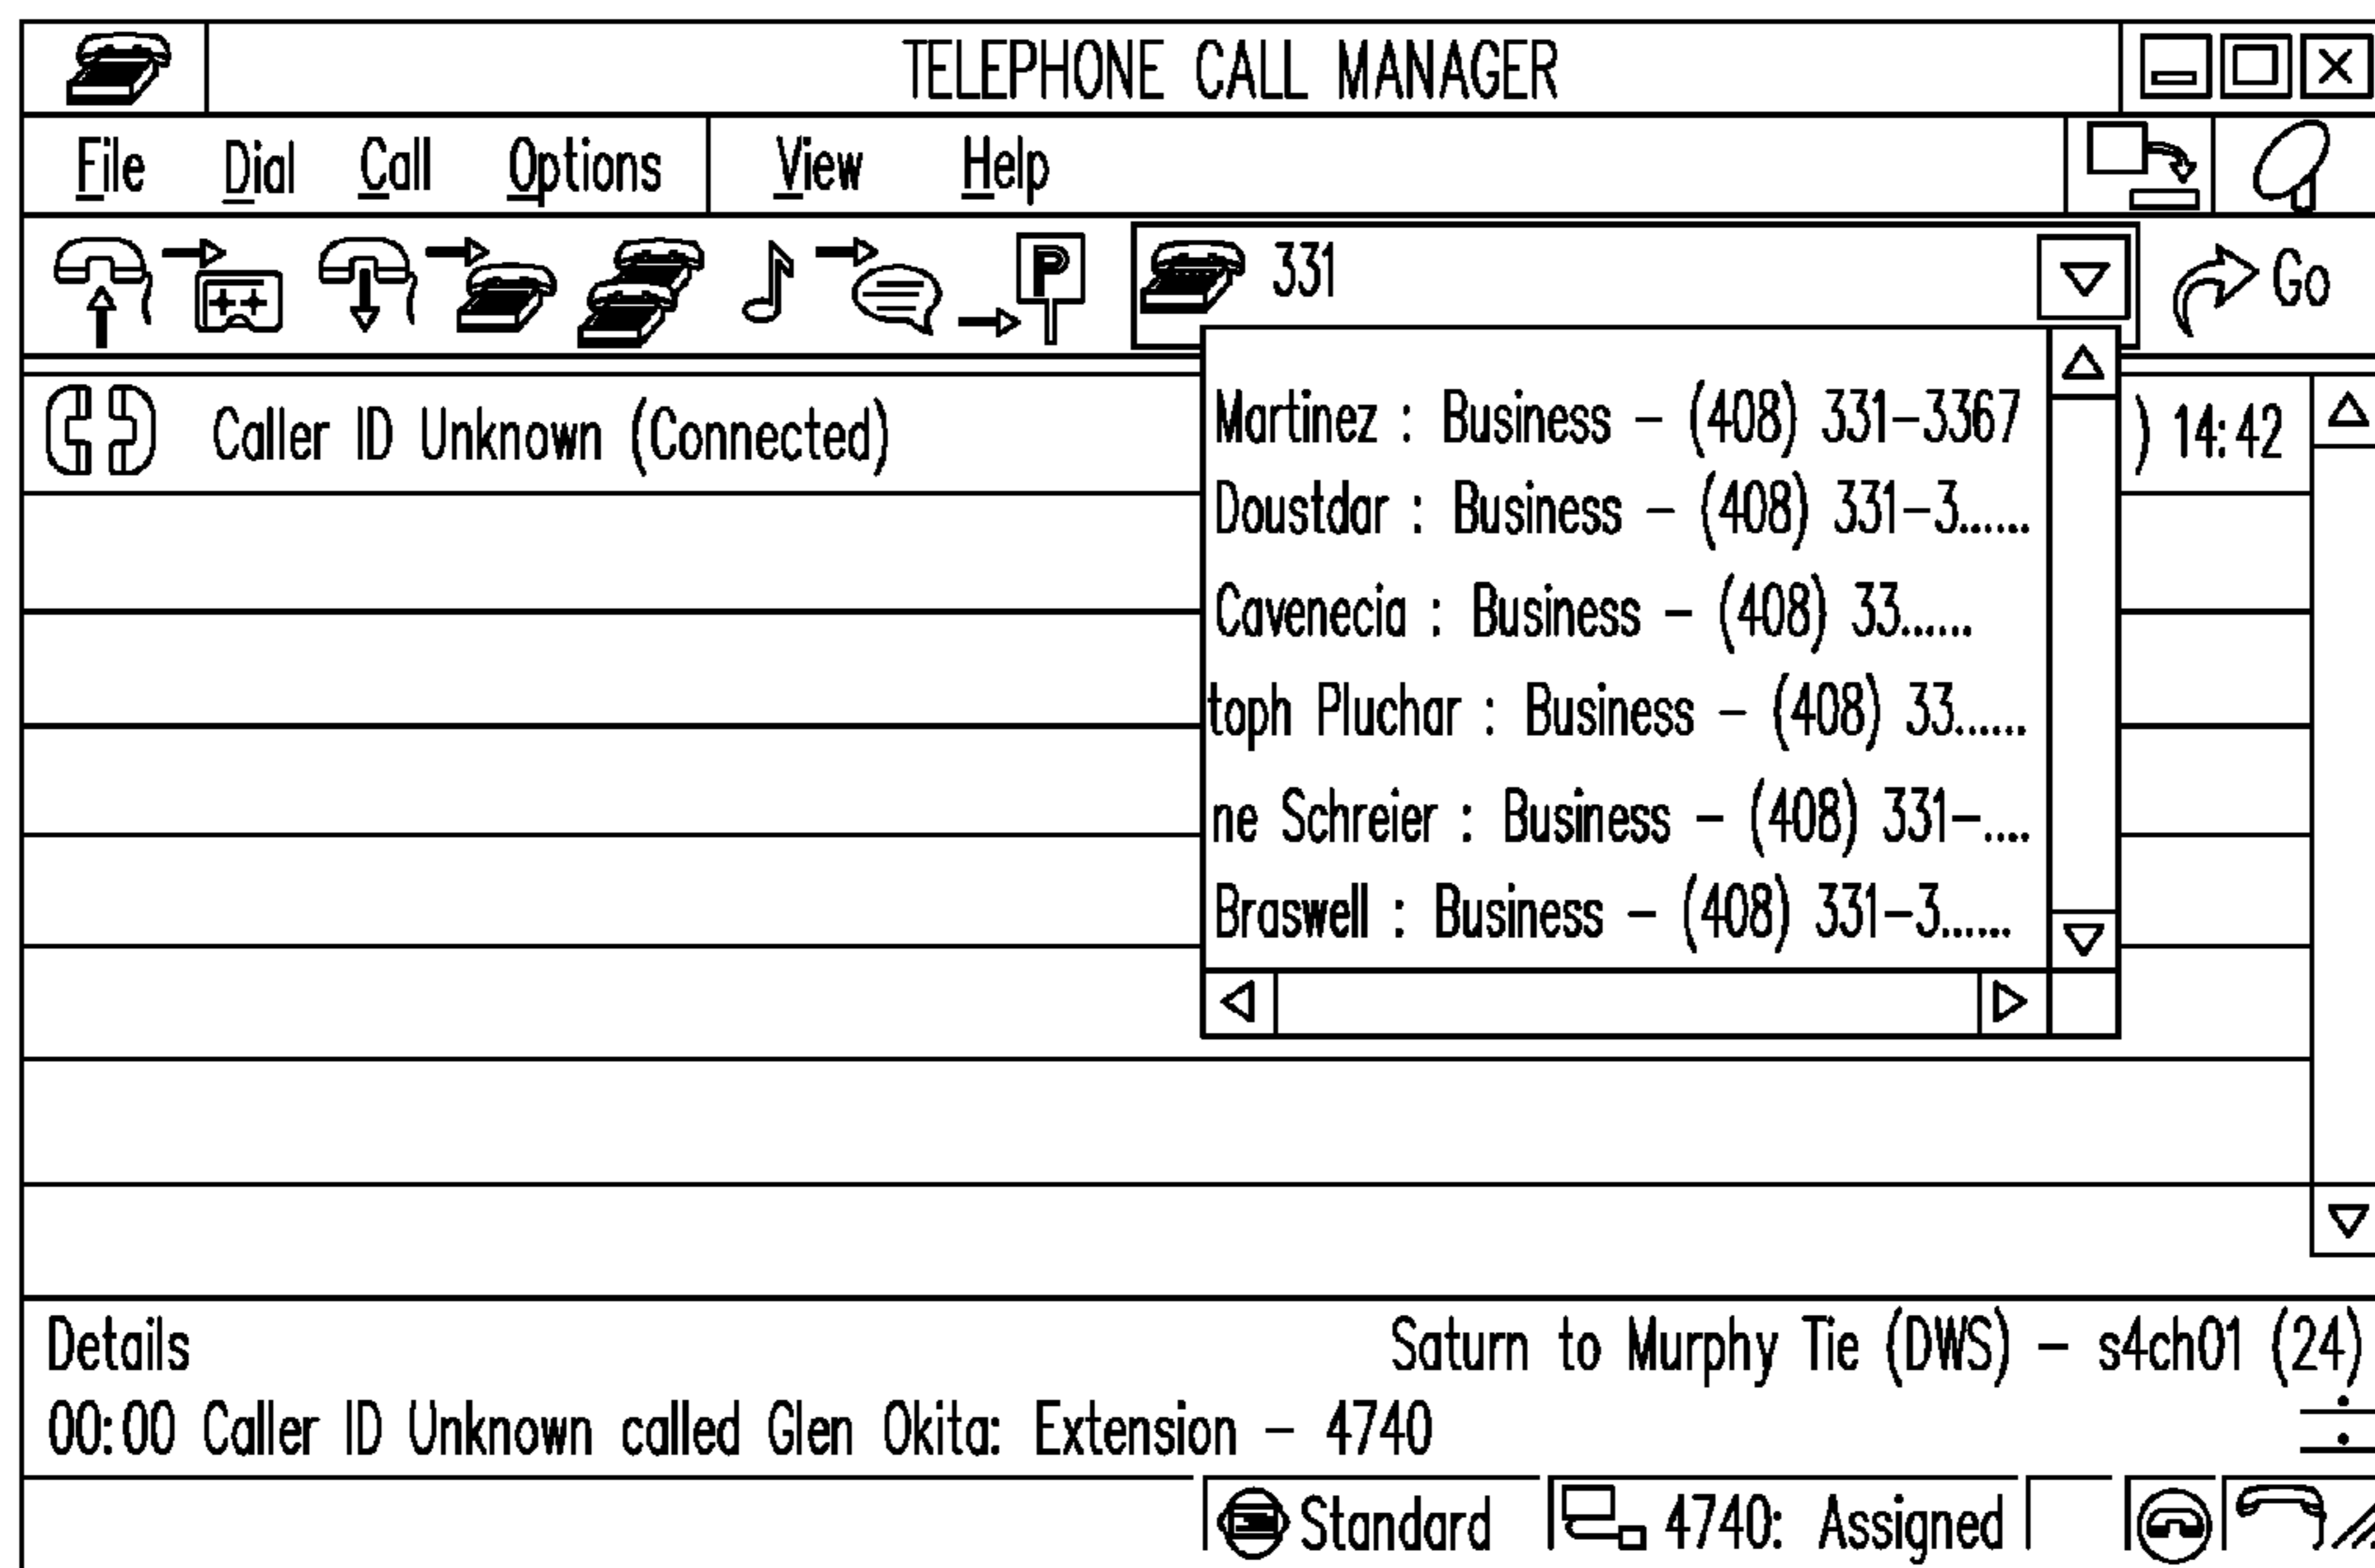 TELEPHONE CALL MANAGER
File Dial Call Options View Help
P 331 Go
Caller ID Unknown (Connected) ) 14:42
Martinez : Business – (408) 331–3367
Doustdar : Business – (408) 331–3......
Cavenecia : Business – (408) 33......
toph Pluchar : Business – (408) 33......
ne Schreier : Business – (408) 331–....
Braswell : Business – (408) 331–3......
Details Saturn to Murphy Tie (DWS) – s4ch01 (24)
00:00 Caller ID Unknown called Glen Okita: Extension – 4740
Standard 4740: Assigned